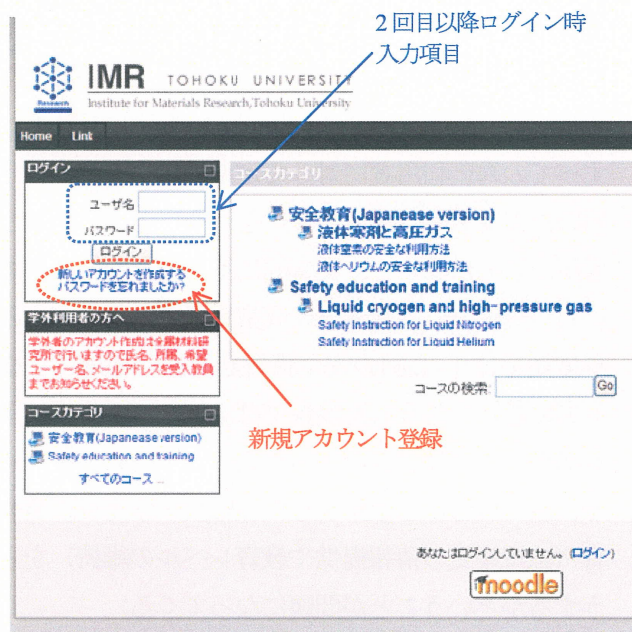 2回目以降ログイン時
入力項目
IMR TOHOKU UNIVERSITY
Research
Institute for Materials Research,Tohoku University
Home Link
ログイン
コースカテゴリ
ユーザ名
パスワード
ログイン
新しいアカウントを作成する
パスワードを忘れましたか?
安全教育(Japanease version)
液体寒剤と高圧ガス
液体窒素の安全な利用方法
液体ヘリウムの安全な利用方法
Safety education and training
Liquid cryogen and high-pressure gas
Safety Instruction for Liquid Nitrogen
Safety Instruction for Liquid Helium
学外利用者の方へ
学外者のアカウント作成は金属材料研
究所で行いますので氏名、所属、希望
ユーザー名、メールアドレスを受入教員
までお知らせください。
コースの検索: Go
コースカテゴリ
安全教育(Japanease version)
Safety education and training
すべてのコース ...
新規アカウント登録
あなたはログインしていません。(ログイン)
moodle